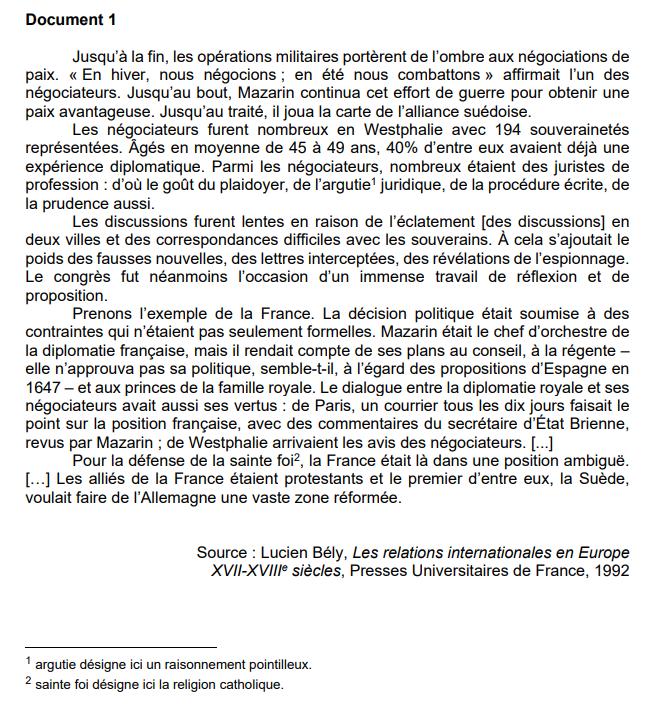 Document 1
Jusqu’à la fin, les opérations militaires portèrent de l’ombre aux négociations de
paix. « En hiver, nous négocions ; en été nous combattons » affirmait l’un des
négociateurs. Jusqu’au bout, Mazarin continua cet effort de guerre pour obtenir une
paix avantageuse. Jusqu’au traité, il joua la carte de l’alliance suédoise.
Les négociateurs furent nombreux en Westphalie avec 194 souverainetés
représentées. Âgés en moyenne de 45 à 49 ans, 40% d’entre eux avaient déjà une
expérience diplomatique. Parmi les négociateurs, nombreux étaient des juristes de
profession : d’où le goût du plaidoyer, de l’argutie¹ juridique, de la procédure écrite, de
la prudence aussi.
Les discussions furent lentes en raison de l’éclatement [des discussions] en
deux villes et des correspondances difficiles avec les souverains. À cela s’ajoutait le
poids des fausses nouvelles, des lettres interceptées, des révélations de l’espionnage.
Le congrès fut néanmoins l’occasion d’un immense travail de réflexion et de
proposition.
Prenons l’exemple de la France. La décision politique était soumise à des
contraintes qui n’étaient pas seulement formelles. Mazarin était le chef d’orchestre de
la diplomatie française, mais il rendait compte de ses plans au conseil, à la régente –
elle n’approuva pas sa politique, semble-t-il, à l’égard des propositions d’Espagne en
1647 – et aux princes de la famille royale. Le dialogue entre la diplomatie royale et ses
négociateurs avait aussi ses vertus : de Paris, un courrier tous les dix jours faisait le
point sur la position française, avec des commentaires du secrétaire d’État Brienne,
revus par Mazarin ; de Westphalie arrivaient les avis des négociateurs. [...]
Pour la défense de la sainte foi², la France était là dans une position ambiguë.
[…] Les alliés de la France étaient protestants et le premier d’entre eux, la Suède,
voulait faire de l’Allemagne une vaste zone réformée.
Source : Lucien Bély, Les relations internationales en Europe
XVII-XVIIIᵉ siècles, Presses Universitaires de France, 1992
¹ argutie désigne ici un raisonnement pointilleux.
² sainte foi désigne ici la religion catholique.